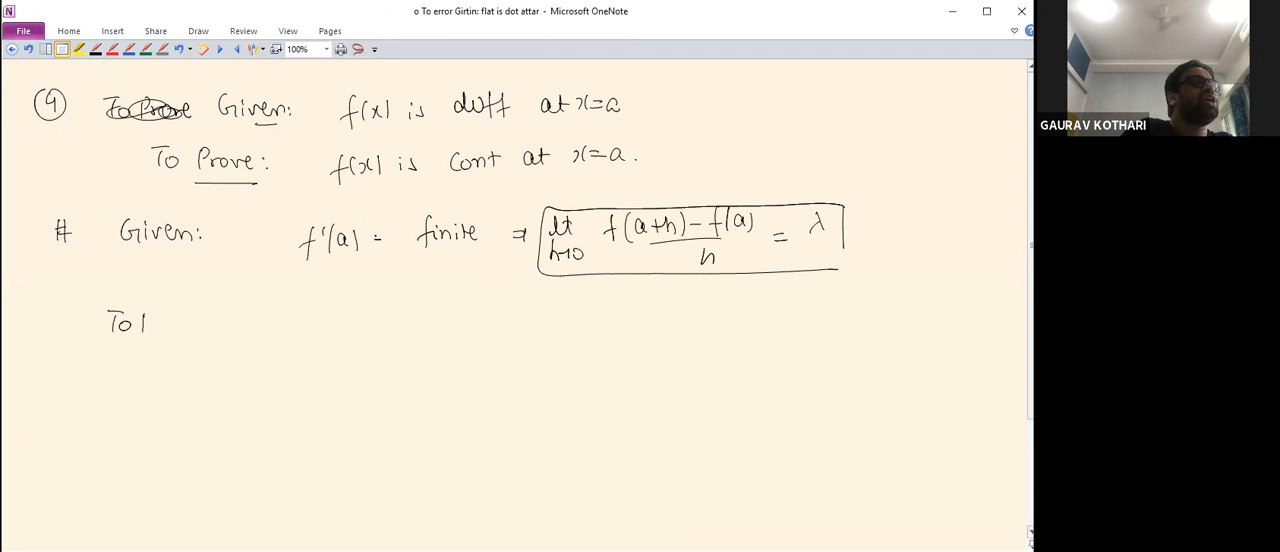 o To error Girtin: flat is dot attar - Microsoft OneNote
File Home Insert Share Draw Review View Pages
100%
GAURAV KOTHARI
④ To Prove Given: f(x) is diff at x=a
To Prove: f(x) is cont at x=a.
# Given: f'(a) = finite ⇒ lt h→0 f(a+h)-f(a) / h = λ
To |